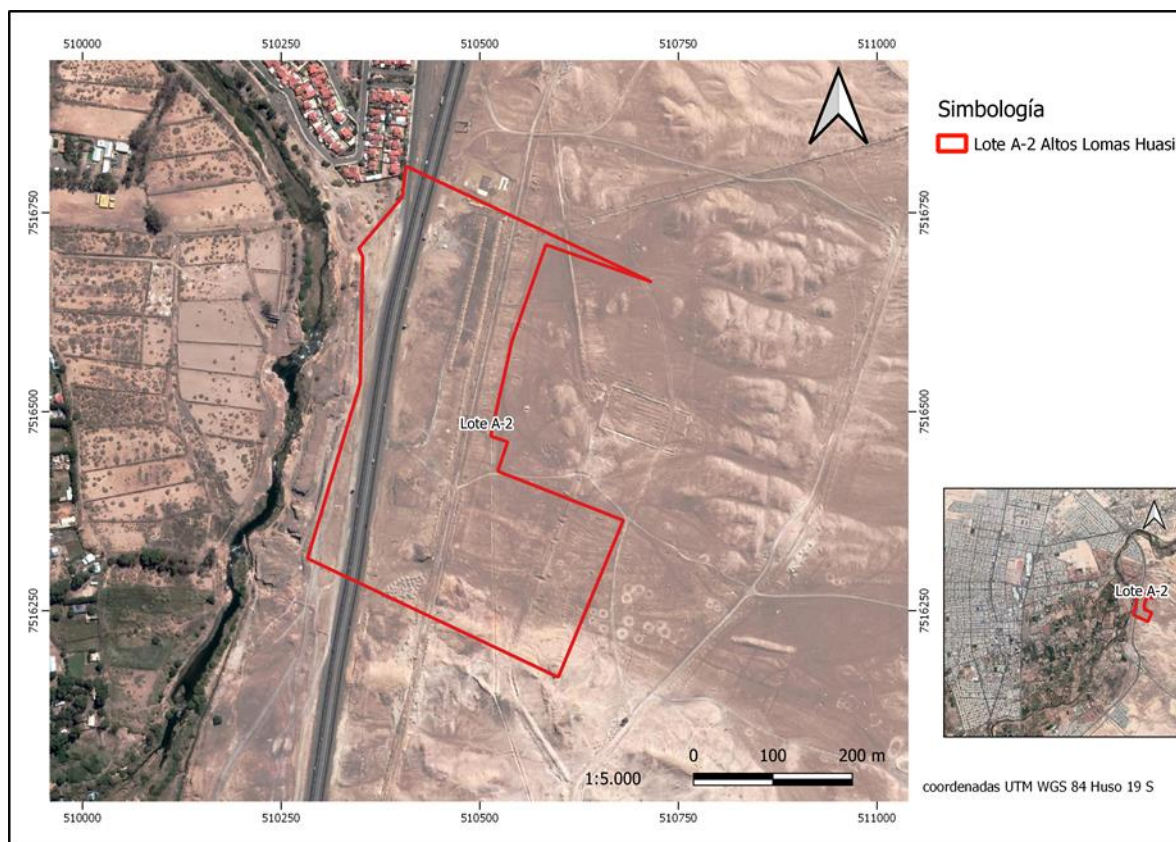 510000 510250 510500 510750 511000
Simbología
Lote A-2 Altos Lomas Huasi
7516750 7516750
7516500 7516500
Lote A-2
7516250 7516250
Lote A-2
0 100 200 m
1:5.000
coordenadas UTM WGS 84 Huso 19 S
510000 510250 510500 510750 511000